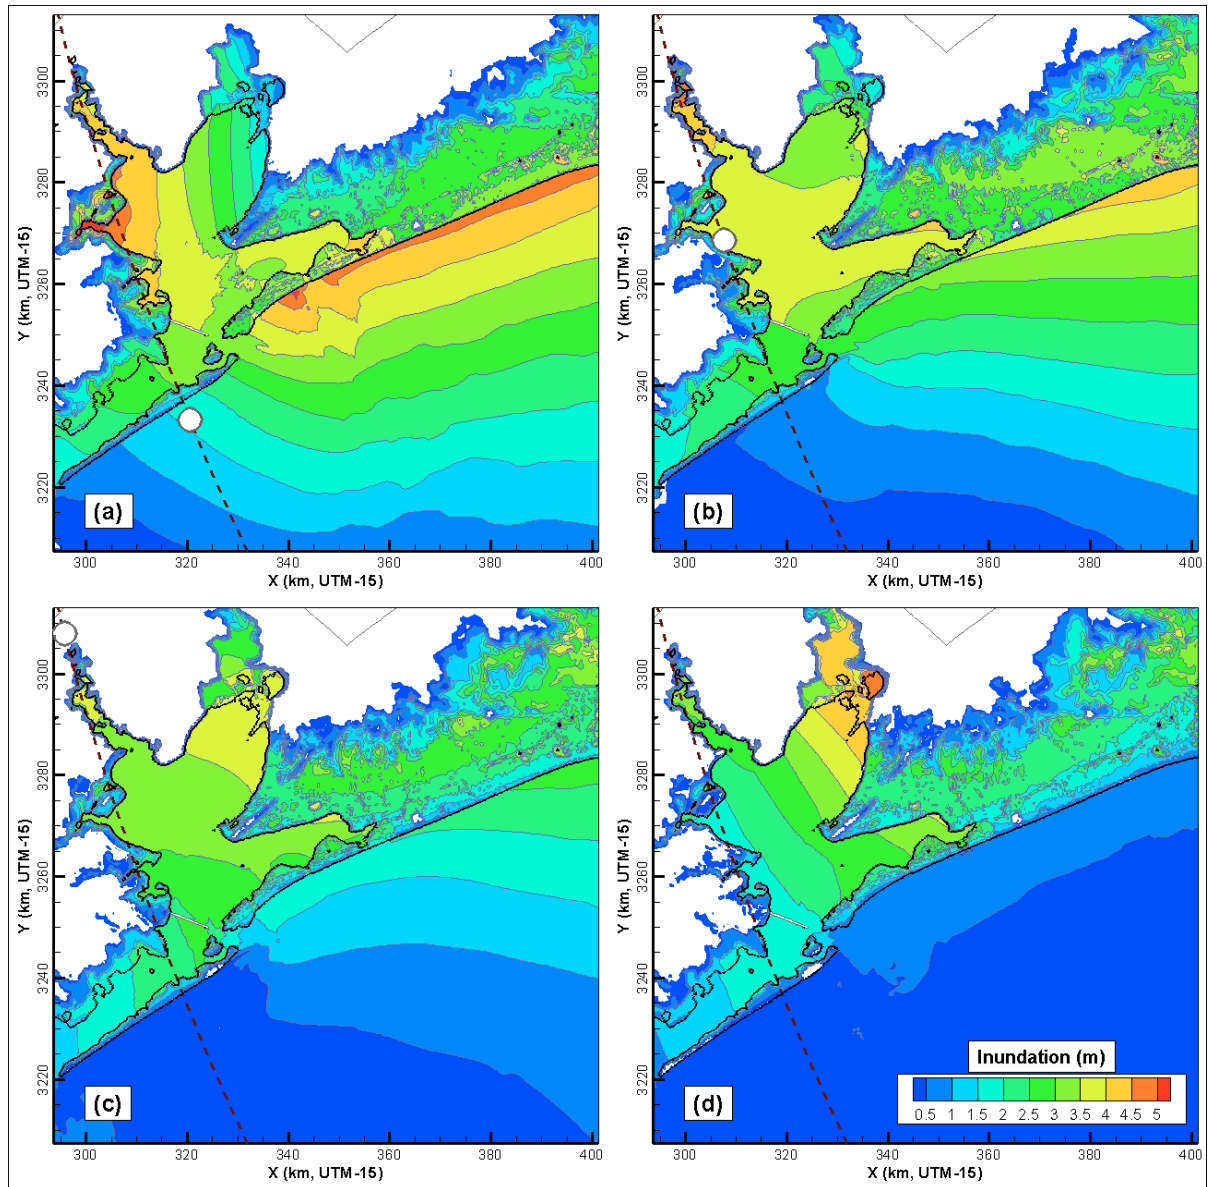 3300
3280
3260
3240
3220
Y (km, UTM-15)
(a)
300 320 340 360 380 400
X (km, UTM-15)
3300
3280
3260
3240
3220
Y (km, UTM-15)
(b)
300 320 340 360 380 400
X (km, UTM-15)
3300
3280
3260
3240
3220
Y (km, UTM-15)
(c)
300 320 340 360 380 400
X (km, UTM-15)
3300
3280
3260
3240
3220
Y (km, UTM-15)
Inundation (m)
0.5 1 1.5 2 2.5 3 3.5 4 4.5 5
(d)
300 320 340 360 380 400
X (km, UTM-15)